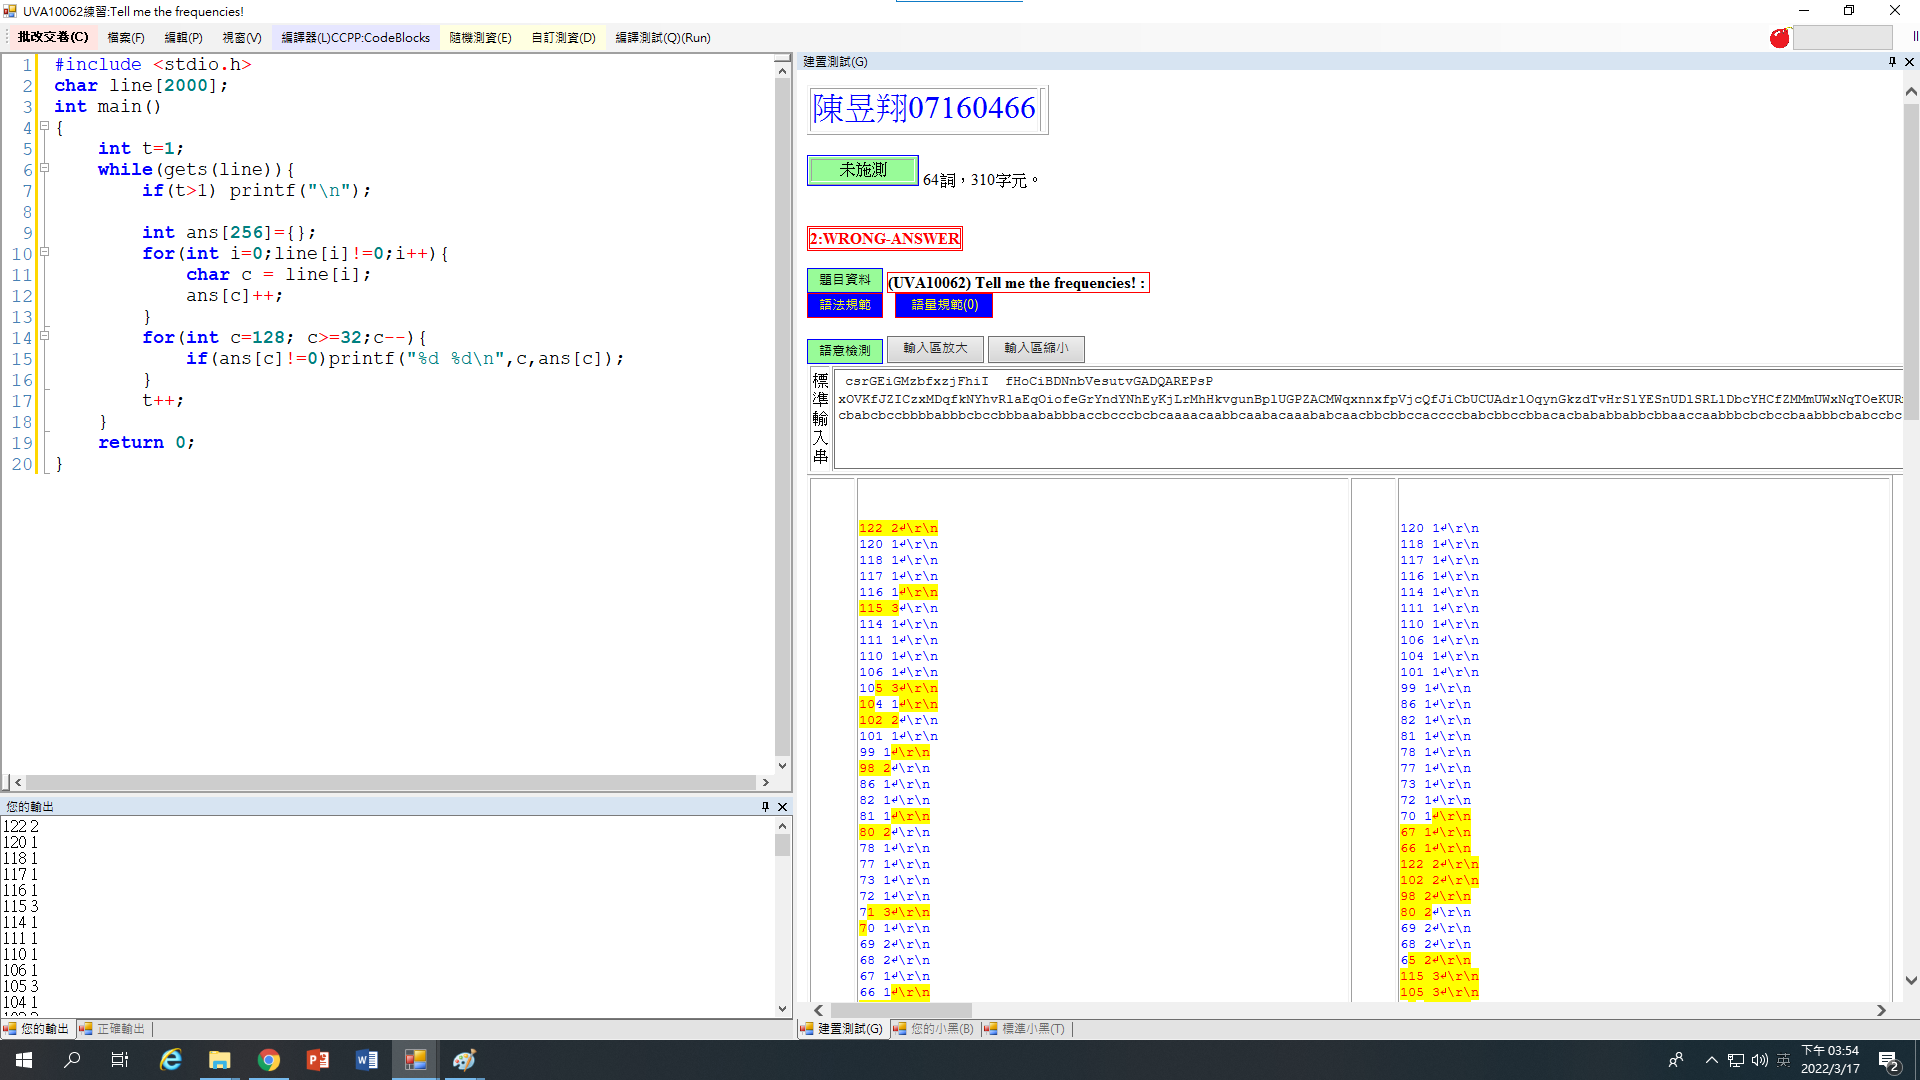 UVA10062練習:Tell me the frequencies!
批改交卷(C) 檔案(F) 編輯(P) 視窗(V) 編譯器(L)CCPP:CodeBlocks 隨機測資(E) 自訂測資(D) 編譯測試(Q)(Run)
1 #include <stdio.h>
2 char line[2000];
3 int main()
4 {
5 int t=1;
6 while(gets(line)){
7 if(t>1) printf("\n");
8
9 int ans[256]={};
10 for(int i=0;line[i]!=0;i++){
11 char c = line[i];
12 ans[c]++;
13 }
14 for(int c=128; c>=32;c--){
15 if(ans[c]!=0)printf("%d %d\n",c,ans[c]);
16 }
17 t++;
18 }
19 return 0;
20 }
您的輸出
122 2
120 1
118 1
117 1
116 1
115 3
114 1
111 1
110 1
106 1
105 3
104 1
您的輸出 正確輸出
建置測試(G)
陳昱翔07160466
未施測 64詞，310字元。
2:WRONG-ANSWER
題目資料 (UVA10062) Tell me the frequencies! :
語法規範 語量規範(0)
語意檢測 輸入區放大 輸入區縮小
標準輸入串
csrGEiGMzbfxzjFhiI fHoCiBDNnbVesutvGADQAREPsP
122 2↲\r\n
120 1↲\r\n
118 1↲\r\n
117 1↲\r\n
116 1↲\r\n
115 3↲\r\n
114 1↲\r\n
111 1↲\r\n
110 1↲\r\n
106 1↲\r\n
105 3↲\r\n
104 1↲\r\n
102 2↲\r\n
101 1↲\r\n
99 1↲\r\n
98 2↲\r\n
86 1↲\r\n
82 1↲\r\n
81 1↲\r\n
80 2↲\r\n
78 1↲\r\n
77 1↲\r\n
73 1↲\r\n
72 1↲\r\n
71 3↲\r\n
70 1↲\r\n
69 2↲\r\n
68 2↲\r\n
67 1↲\r\n
66 1↲\r\n
120 1↲\r\n
118 1↲\r\n
117 1↲\r\n
116 1↲\r\n
114 1↲\r\n
111 1↲\r\n
110 1↲\r\n
106 1↲\r\n
104 1↲\r\n
101 1↲\r\n
99 1↲\r\n
86 1↲\r\n
82 1↲\r\n
81 1↲\r\n
78 1↲\r\n
77 1↲\r\n
73 1↲\r\n
72 1↲\r\n
70 1↲\r\n
67 1↲\r\n
66 1↲\r\n
122 2↲\r\n
102 2↲\r\n
98 2↲\r\n
80 2↲\r\n
69 2↲\r\n
68 2↲\r\n
65 2↲\r\n
115 3↲\r\n
105 3↲\r\n
建置測試(G) 您的小黑(B) 標準小黑(T)
英
下午 03:54
2022/3/17
2